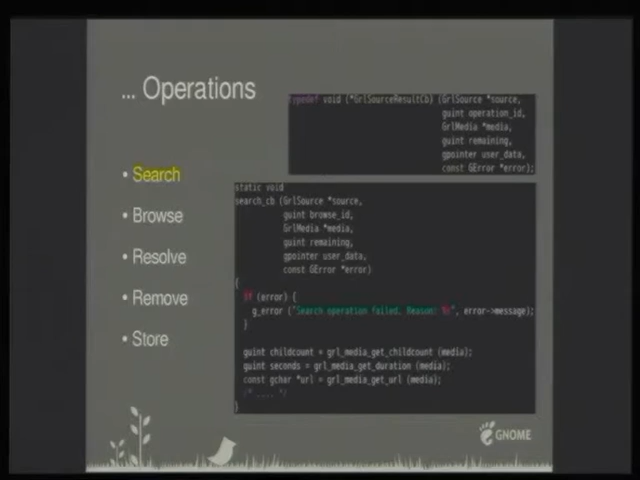 ... Operations
typedef void (*GrlSourceResultCb) (GrlSource *source,
guint operation_id,
GrlMedia *media,
guint remaining,
gpointer user_data,
const GError *error);
• Search
• Browse
• Resolve
• Remove
• Store
static void
search_cb (GrlSource *source,
guint browse_id,
GrlMedia *media,
guint remaining,
gpointer user_data,
const GError *error)
{
if (error) {
g_error ("Search operation failed. Reason: %s", error->message);
}
guint childcount = grl_media_get_childcount (media);
guint seconds = grl_media_get_duration (media);
const gchar *url = grl_media_get_url (media);
/* .... */
}
GNOME